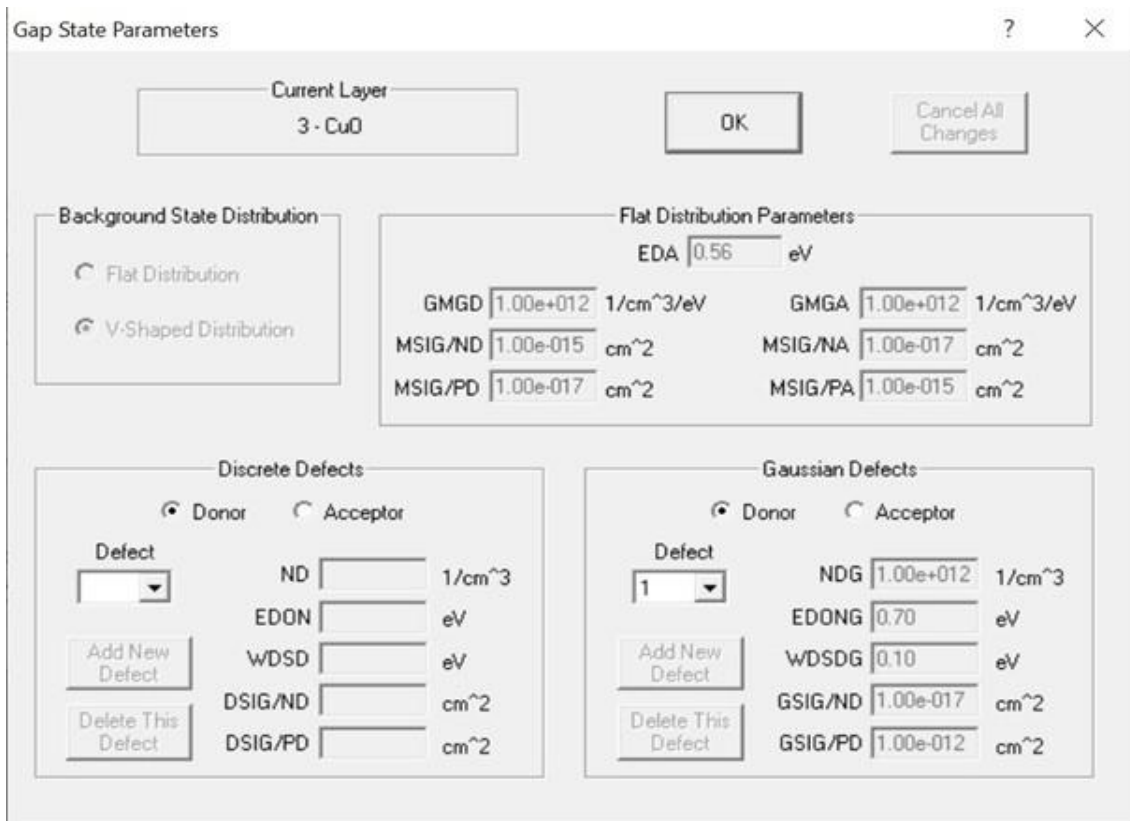 Gap State Parameters ? ×
Current Layer
3 - CuO
OK
Cancel All
Changes
Background State Distribution
Flat Distribution
V-Shaped Distribution
Flat Distribution Parameters
EDA 0.56 eV
GMGD 1.00e+012 1/cm^3/eV GMGA 1.00e+012 1/cm^3/eV
MSIG/ND 1.00e-015 cm^2 MSIG/NA 1.00e-017 cm^2
MSIG/PD 1.00e-017 cm^2 MSIG/PA 1.00e-015 cm^2
Discrete Defects
Donor Acceptor
Defect
ND 1/cm^3
EDON eV
Add New
Defect
WDSD eV
DSIG/ND cm^2
Delete This
Defect
DSIG/PD cm^2
Gaussian Defects
Donor Acceptor
Defect
1
NDG 1.00e+012 1/cm^3
EDONG 0.70 eV
Add New
Defect
WDSDG 0.10 eV
GSIG/ND 1.00e-017 cm^2
Delete This
Defect
GSIG/PD 1.00e-012 cm^2